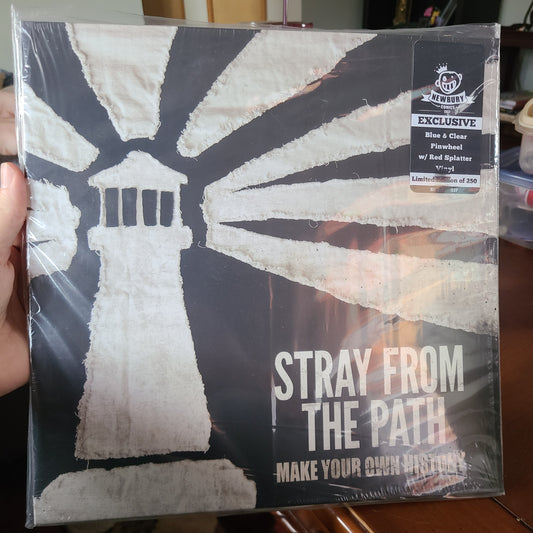 NEWBURY
COMICS
EXCLUSIVE
Blue & Clear
Pinwheel
w/ Red Splatter
Vinyl
Limited Edition of 250
STRAY FROM
THE PATH
MAKE YOUR OWN HISTORY